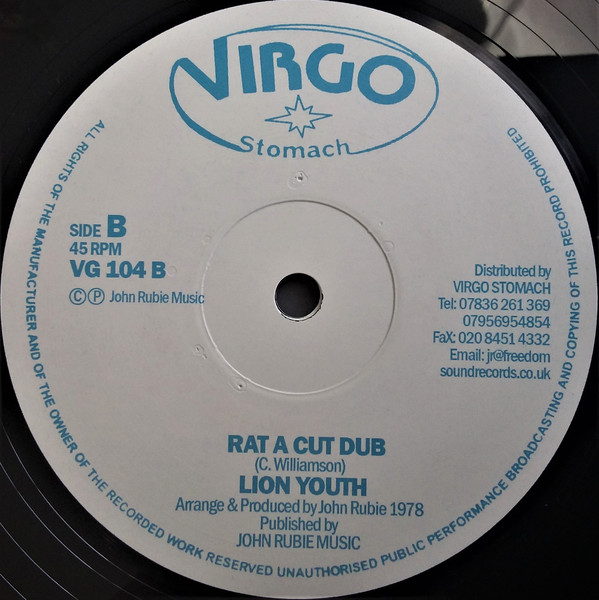 VIRGO
Stomach
SIDE B
45 RPM
VG 104 B
©Ⓟ John Rubie Music
Distributed by
VIRGO STOMACH
Tel: 07836 261 369
07956954854
FaX: 020 8451 4332
Email: jr@freedom
soundrecords.co.uk
RAT A CUT DUB
(C. Williamson)
LION YOUTH
Arrange & Produced by John Rubie 1978
Published by
JOHN RUBIE MUSIC
ALL RIGHTS OF THE MANUFACTURER AND OF THE OWNER OF THE RECORDED WORK RESERVED UNAUTHORISED PUBLIC PERFORMANCE BROADCASTING AND COPYING OF THIS RECORD PROHIBITED